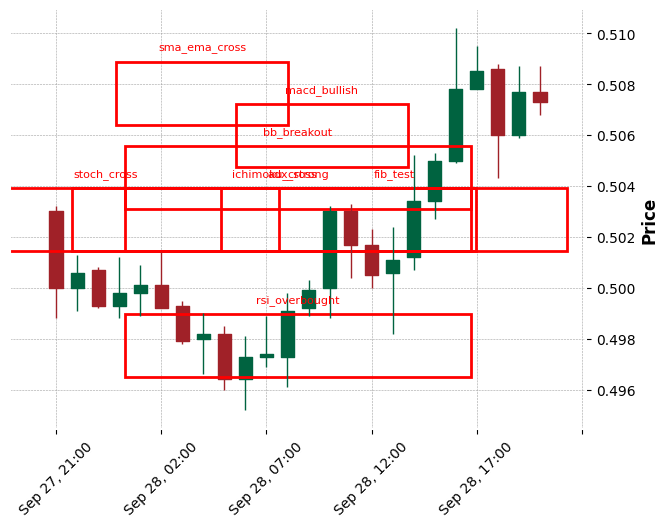 sma_ema_cross
macd_bullish
bb_breakout
stoch_cross
ichimoku_cross
adx_strong
fib_test
rsi_overbought
0.510
0.508
0.506
0.504
0.502
0.500
0.498
0.496
Price
Sep 27, 21:00
Sep 28, 02:00
Sep 28, 07:00
Sep 28, 12:00
Sep 28, 17:00